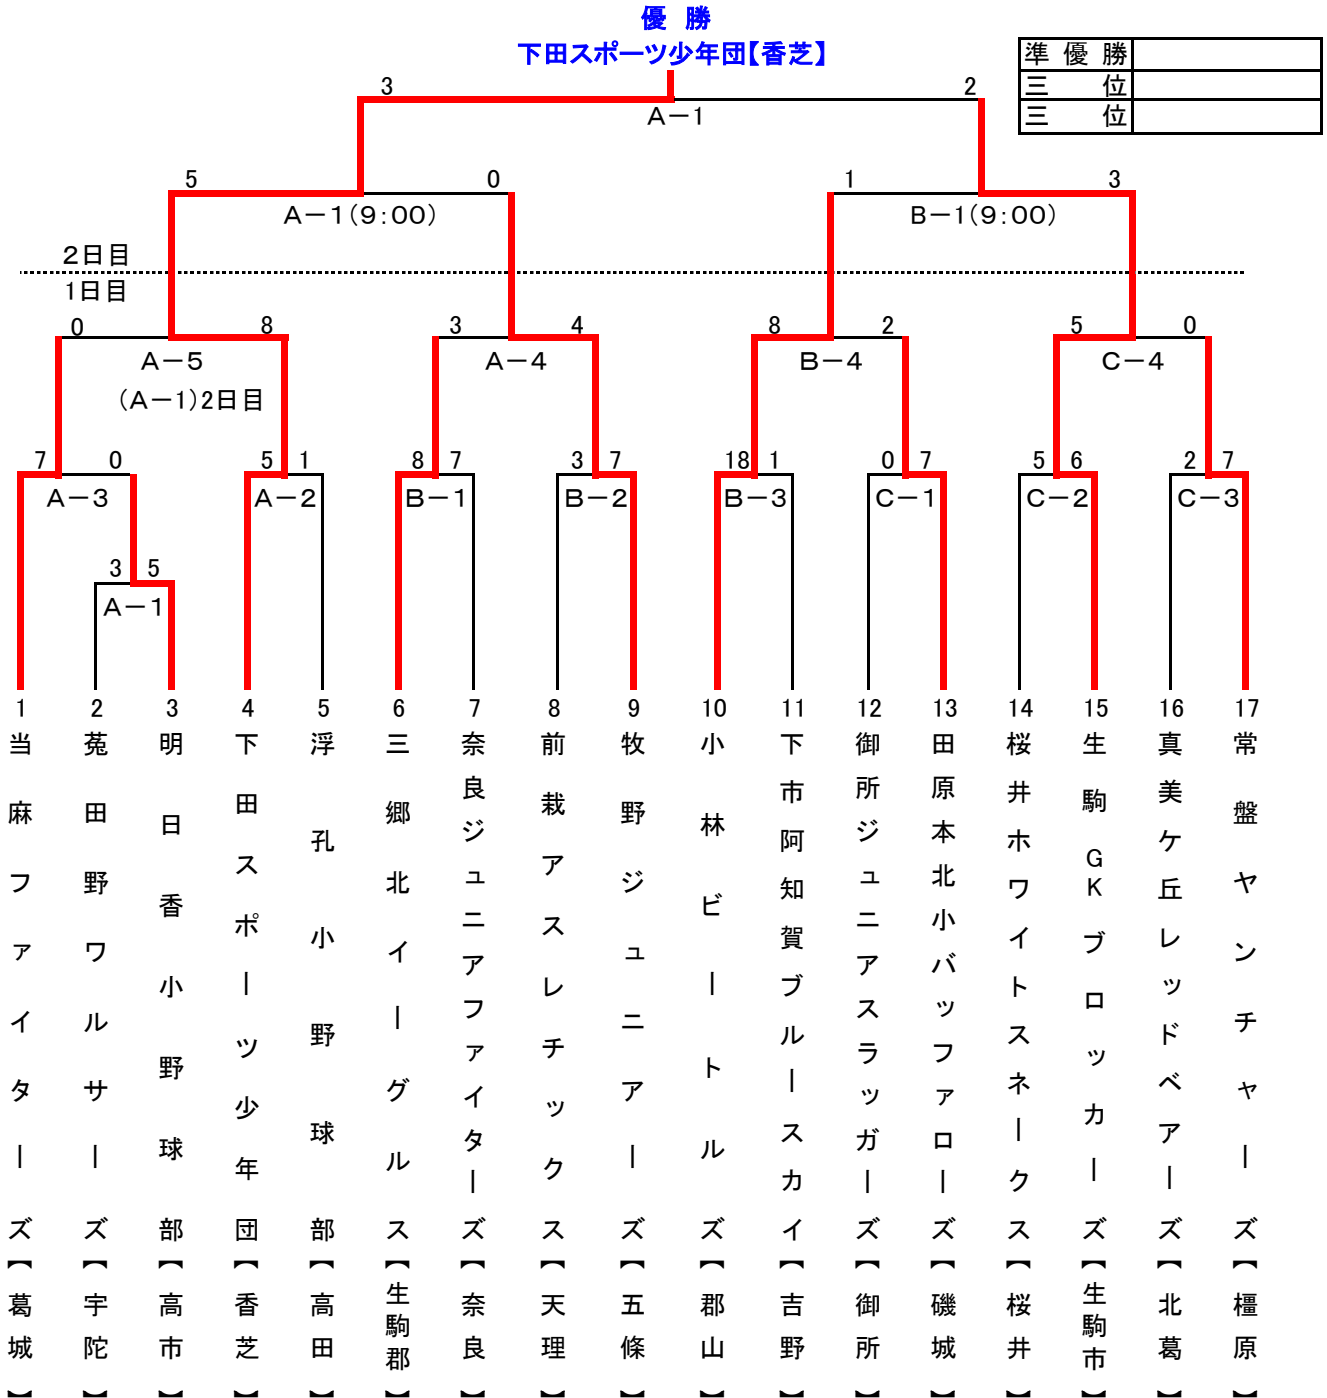 優 勝
下田スポーツ少年団【香芝】
準 優 勝
三 位
三 位
3 2
A－1
5 0 1 3
A－1(9:00) B－1(9:00)
2日目
1日目
0 8 3 4 8 2 5 0
A－5 A－4 B－4 C－4
(A－1)2日目
7 0 5 1 8 7 3 7 18 1 0 7 5 6 2 7
A－3 A－2 B－1 B－2 B－3 C－1 C－2 C－3
3 5
A－1
1 2 3 4 5 6 7 8 9 10 11 12 13 14 15 16 17
当麻ファイターズ【葛城】
菟田野ワルサーズ【宇陀】
明日香小野球部【高市】
下田スポーツ少年団【香芝】
浮孔小野球部【高田】
三郷北イーグルス【生駒郡】
奈良ジュニアファイターズ【奈良】
前栽アスレチックス【天理】
牧野ジュニアーズ【五條】
小林ビートルズ【郡山】
下市阿知賀ブルースカイ【吉野】
御所ジュニアスラッガーズ【御所】
田原本北小バッファローズ【磯城】
桜井ホワイトスネークス【桜井】
生駒GKブロッカーズ【生駒市】
真美ケ丘レッドベアーズ【北葛】
常盤ヤンチャーズ【橿原】